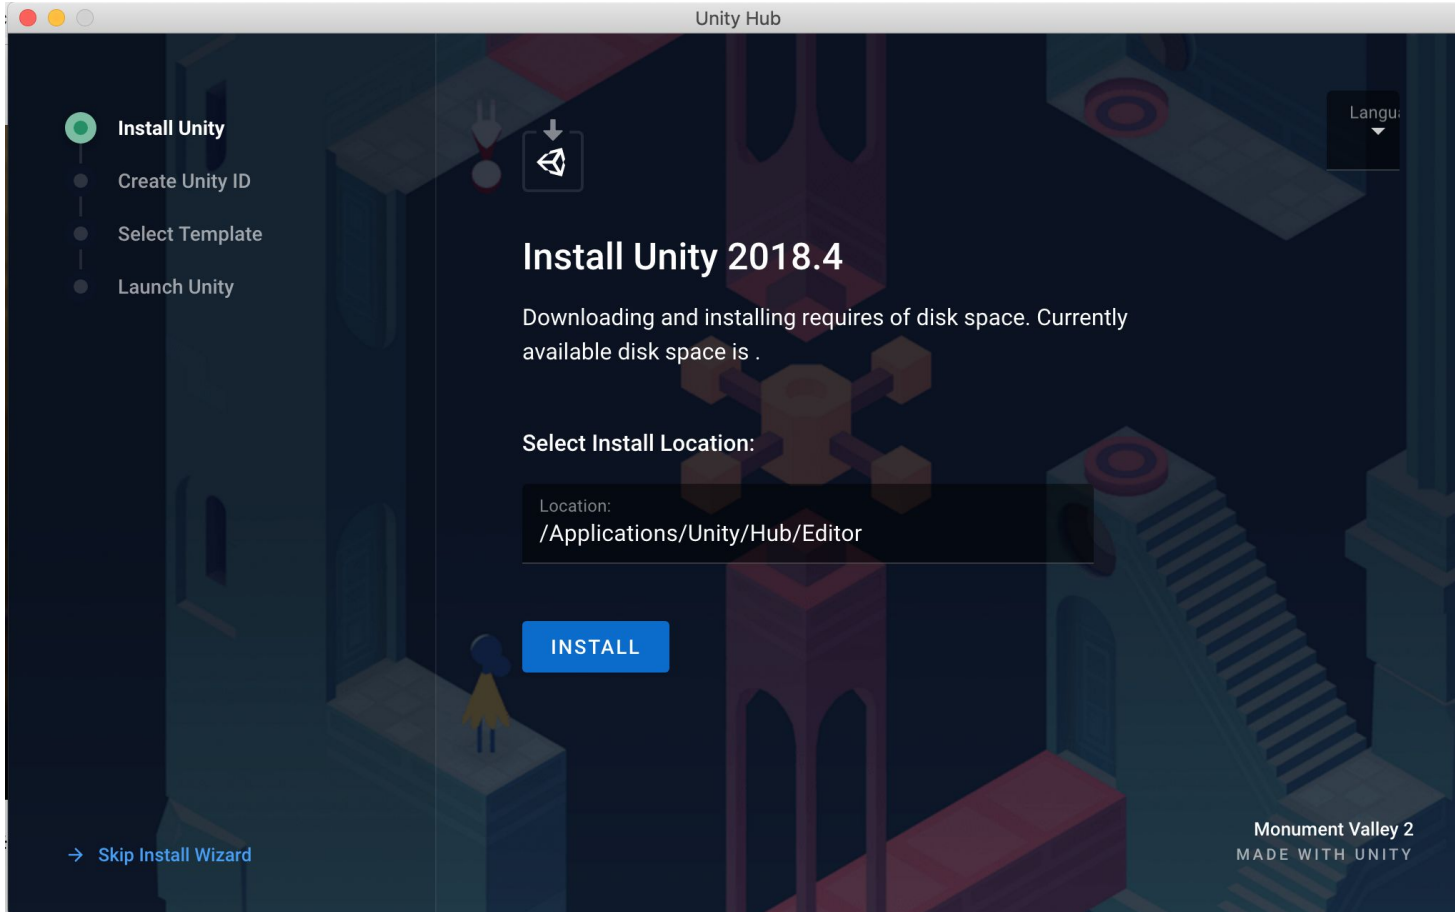 Unity Hub
Install Unity
Create Unity ID
Select Template
Launch Unity
Install Unity 2018.4
Downloading and installing requires of disk space. Currently
available disk space is .
Select Install Location:
Location:
/Applications/Unity/Hub/Editor
INSTALL
Skip Install Wizard
Monument Valley 2
MADE WITH UNITY